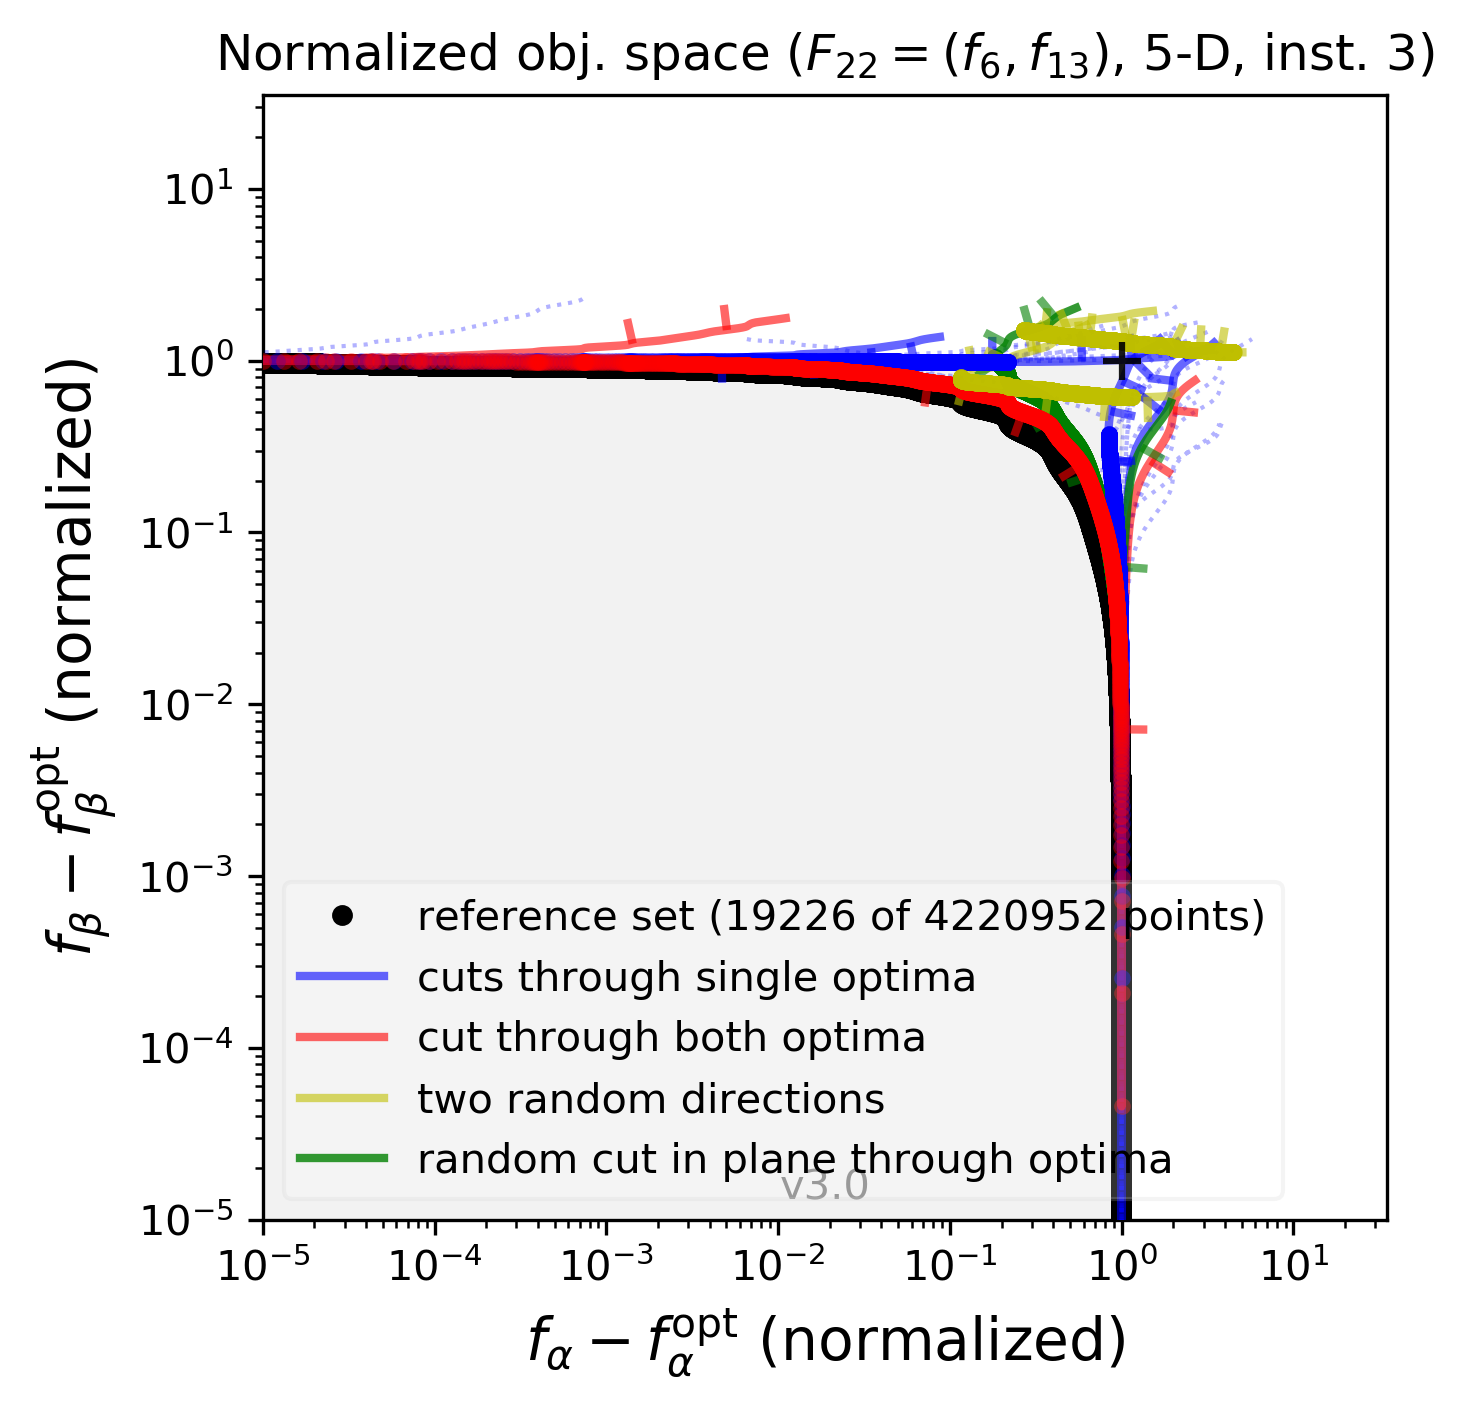 Normalized obj. space (F₂₂ = (f₆, f₁₃), 5-D, inst. 3)
10¹
10⁰
10⁻¹
10⁻²
10⁻³
10⁻⁴
10⁻⁵
f_β − f_β^opt (normalized)
reference set (19226 of 4220952 points)
cuts through single optima
cut through both optima
two random directions
random cut in plane through optima
v3.0
10⁻⁵ 10⁻⁴ 10⁻³ 10⁻² 10⁻¹ 10⁰ 10¹
f_α − f_α^opt (normalized)